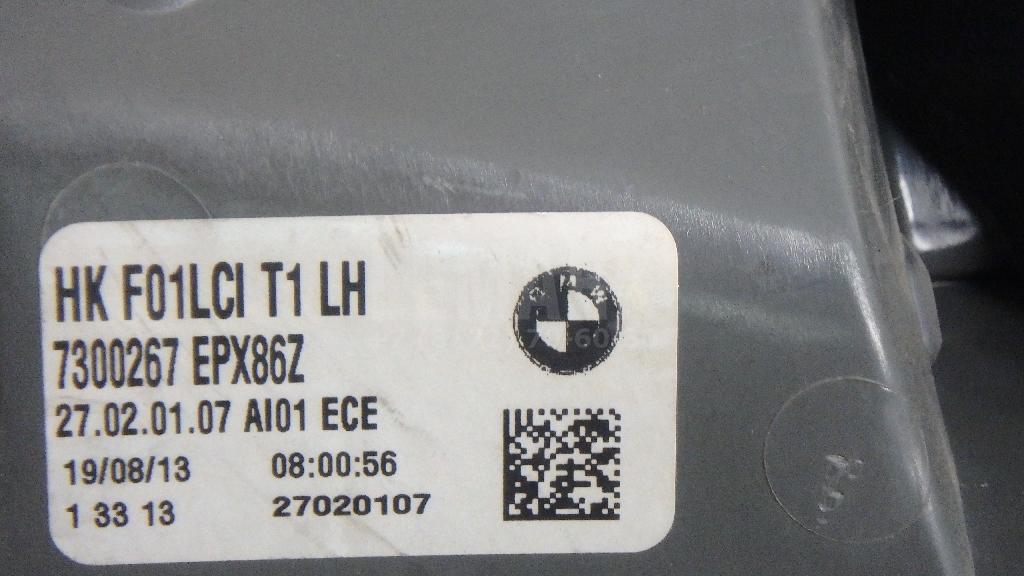 HK F01LCI T1 LH
7300267 EPX86Z
27.02.01.07 AI01 ECE
19/08/13 08:00:56
1 33 13 27020107